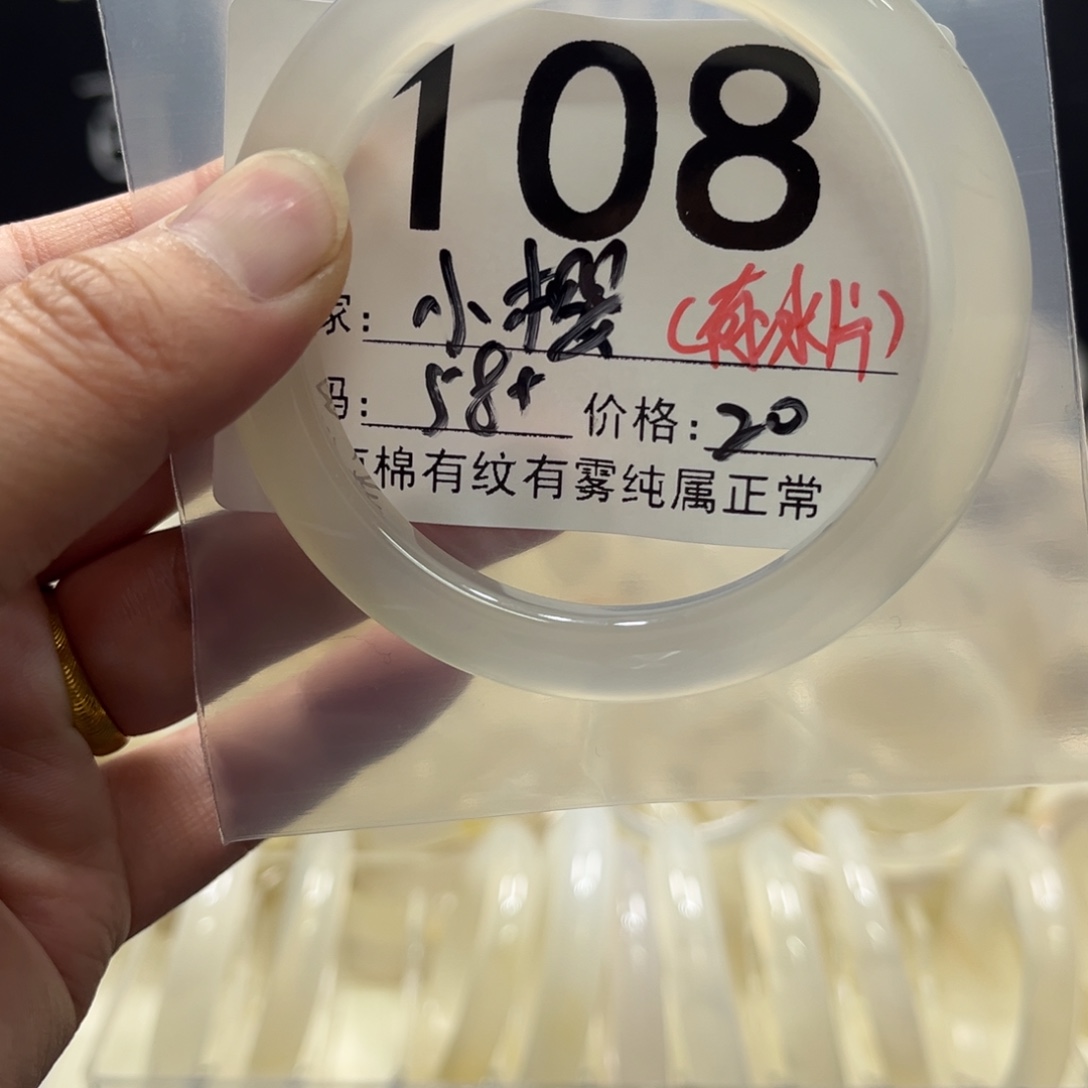 108
家：小樱（有水片）
码：58+ 价格：20
棉有纹有雾纯属正常